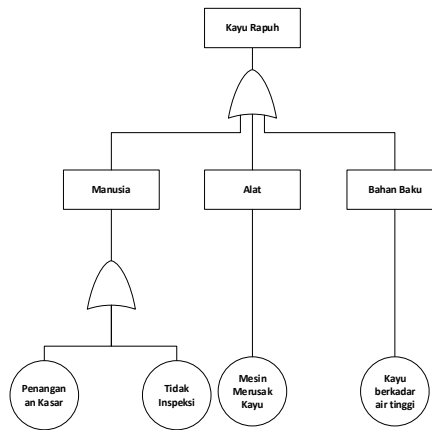 Kayu Rapuh
Manusia
Alat
Bahan Baku
Penangan
an Kasar
Tidak
Inspeksi
Mesin
Merusak
Kayu
Kayu
berkadar
air tinggi